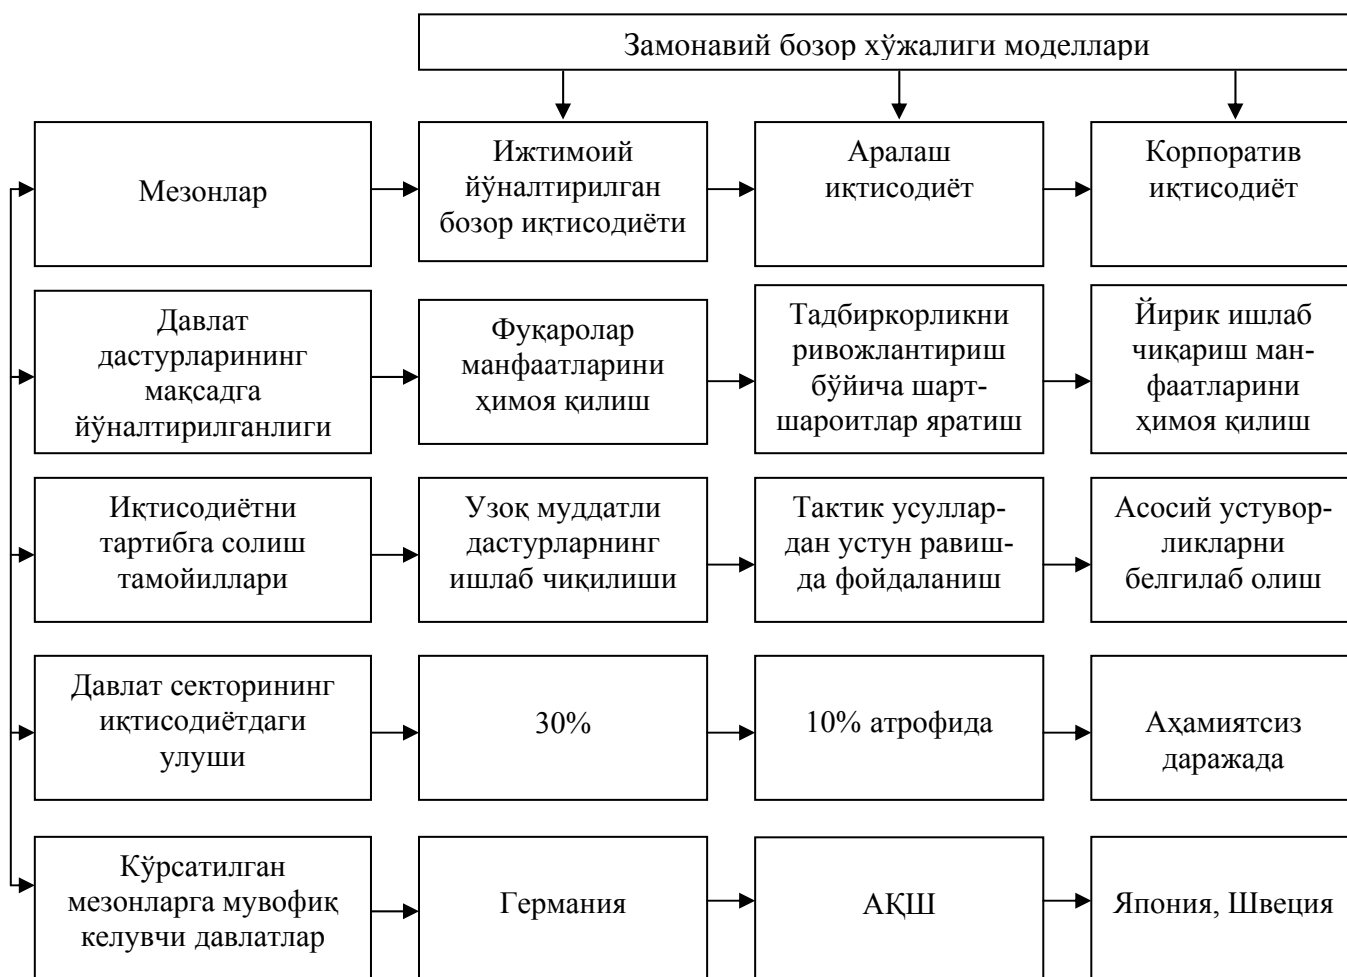 Замонавий бозор хўжалиги моделлари
Мезонлар
Ижтимоий
йўналтирилган
бозор иқтисодиёти
Аралаш
иқтисодиёт
Корпоратив
иқтисодиёт
Давлат
дастурларининг
мақсадга
йўналтирилганлиги
Фуқаролар
манфаатларини
ҳимоя қилиш
Тадбиркорликни
ривожлантириш
бўйича шарт-
шароитлар яратиш
Йирик ишлаб
чиқариш ман-
фаатларини
ҳимоя қилиш
Иқтисодиётни
тартибга солиш
тамойиллари
Узоқ муддатли
дастурларнинг
ишлаб чиқилиши
Тактик усуллар-
дан устун равиш-
да фойдаланиш
Асосий устувор-
ликларни
белгилаб олиш
Давлат секторининг
иқтисодиётдаги
улуши
30%
10% атрофида
Аҳамиятсиз
даражада
Кўрсатилган
мезонларга мувофиқ
келувчи давлатлар
Германия
АҚШ
Япония, Швеция